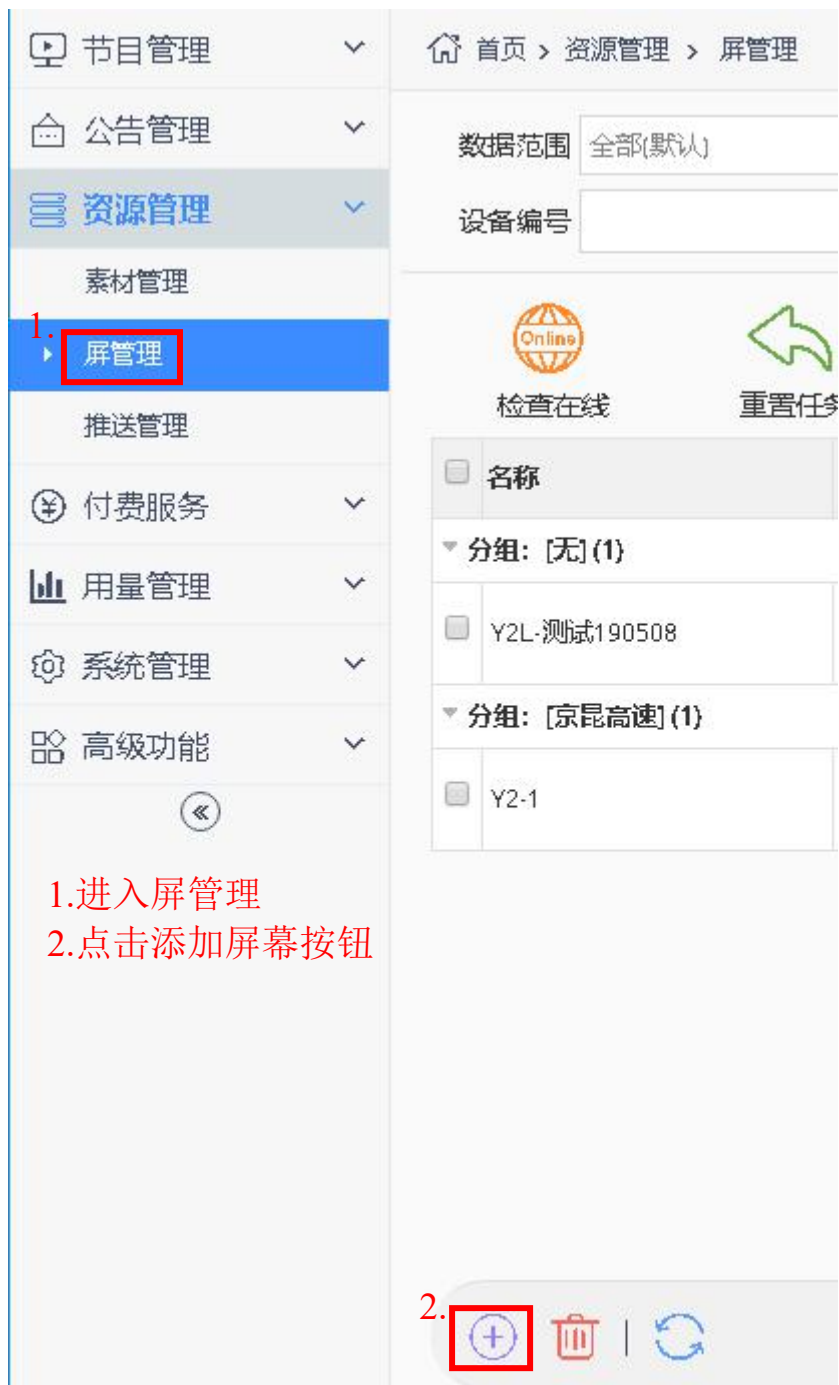 节目管理
公告管理
资源管理
素材管理
1.
屏管理
推送管理
付费服务
用量管理
系统管理
高级功能
1.进入屏管理
2.点击添加屏幕按钮
首页 > 资源管理 > 屏管理
数据范围 全部(默认)
设备编号
Online
检查在线 重置任务
名称
分组: [无] (1)
Y2L-测试190508
分组: [京昆高速] (1)
Y2-1
2.